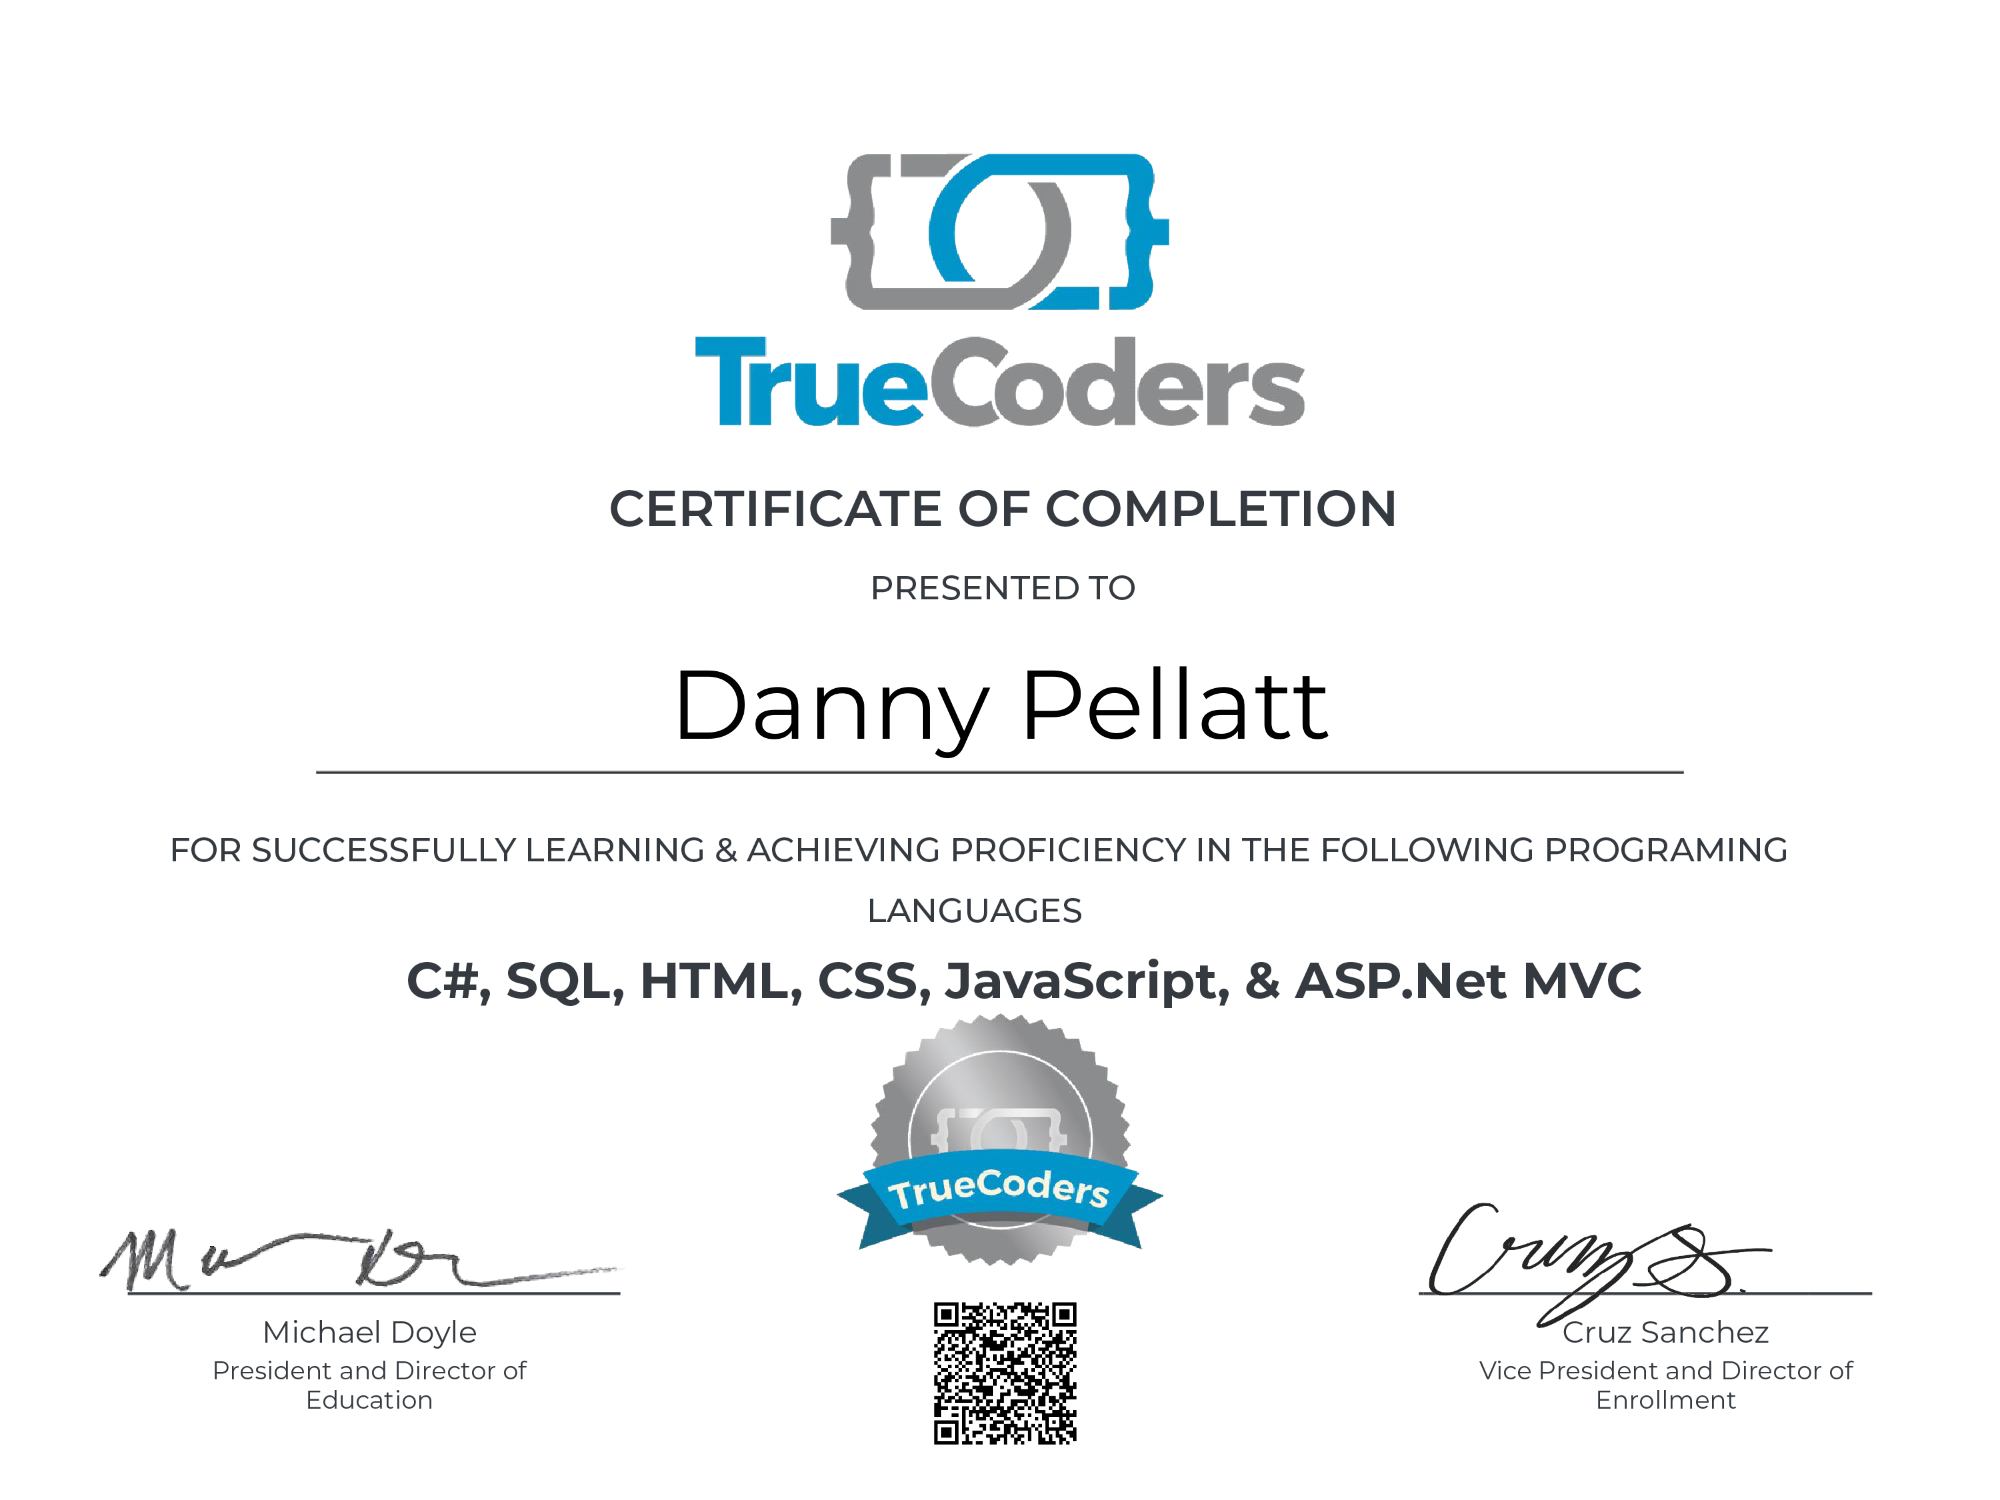 TrueCoders
CERTIFICATE OF COMPLETION
PRESENTED TO
Danny Pellatt
FOR SUCCESSFULLY LEARNING & ACHIEVING PROFICIENCY IN THE FOLLOWING PROGRAMING
LANGUAGES
C#, SQL, HTML, CSS, JavaScript, & ASP.Net MVC
TrueCoders
Cruz S.
Michael Doyle
President and Director of
Education
Cruz Sanchez
Vice President and Director of
Enrollment